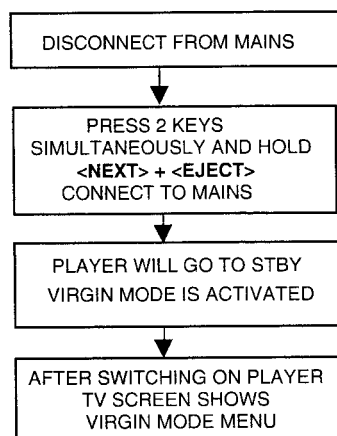 DISCONNECT FROM MAINS
PRESS 2 KEYS
SIMULTANEOUSLY AND HOLD
<NEXT> + <EJECT>
CONNECT TO MAINS
PLAYER WILL GO TO STBY
VIRGIN MODE IS ACTIVATED
AFTER SWITCHING ON PLAYER
TV SCREEN SHOWS
VIRGIN MODE MENU